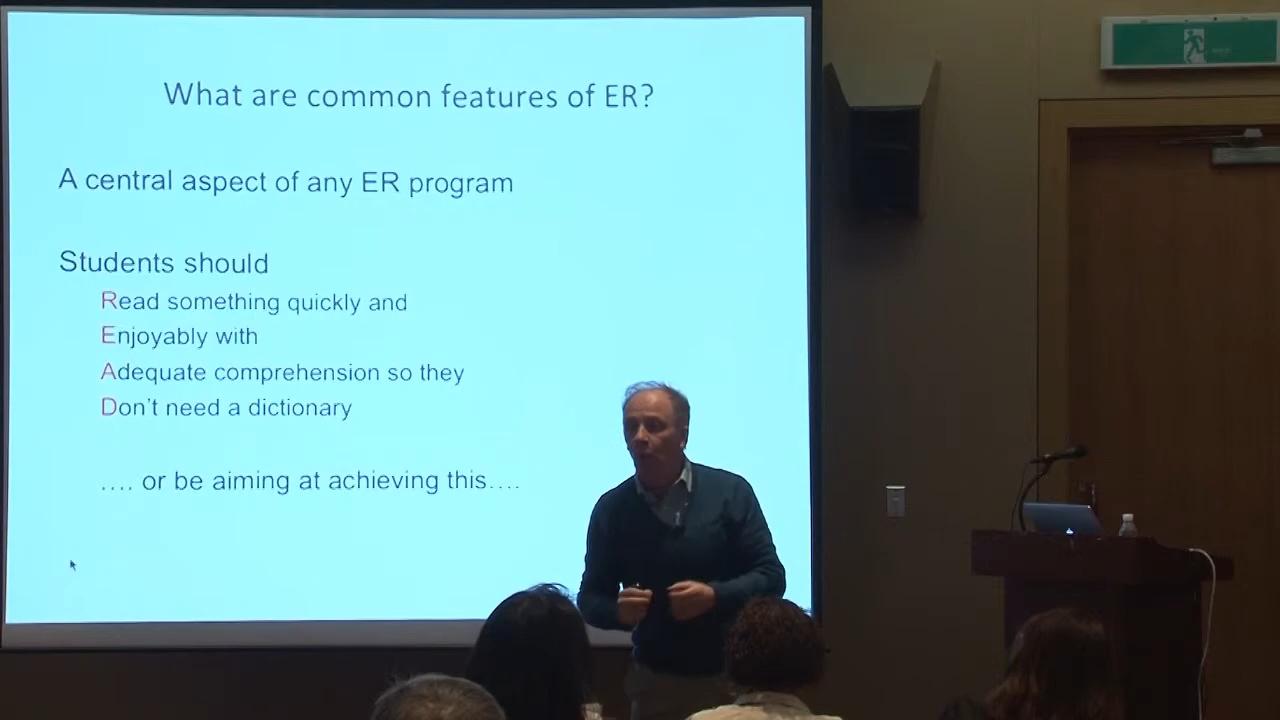 What are common features of ER?
A central aspect of any ER program
Students should
Read something quickly and
Enjoyably with
Adequate comprehension so they
Don't need a dictionary
.... or be aiming at achieving this....